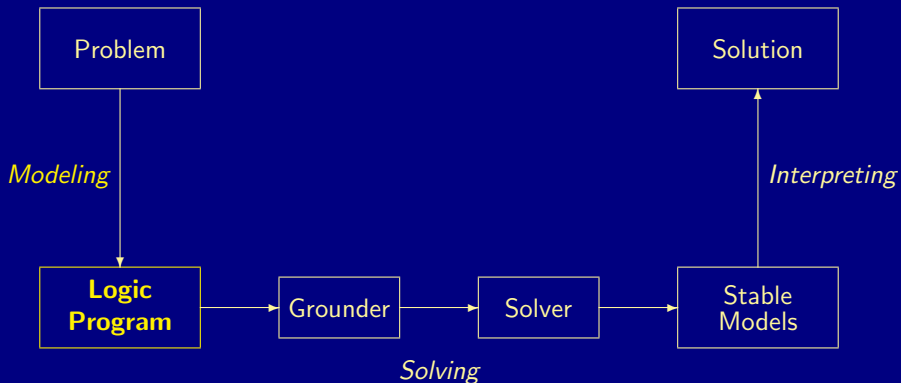 Problem
Solution
Modeling
Interpreting
Logic
Program
Grounder
Solver
Stable
Models
Solving